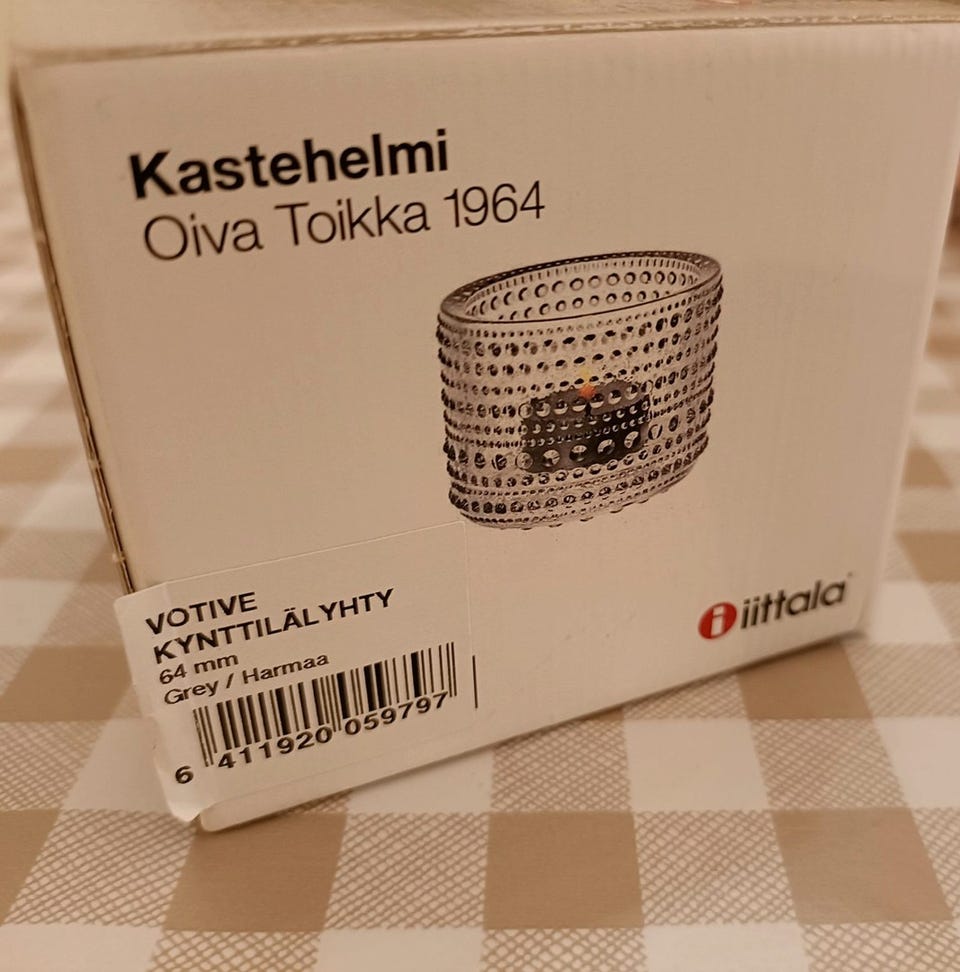 Kastehelmi
Oiva Toikka 1964
iittala
VOTIVE
KYNTTILÄLYHTY
64 mm
Grey / Harmaa
6 411920 059797